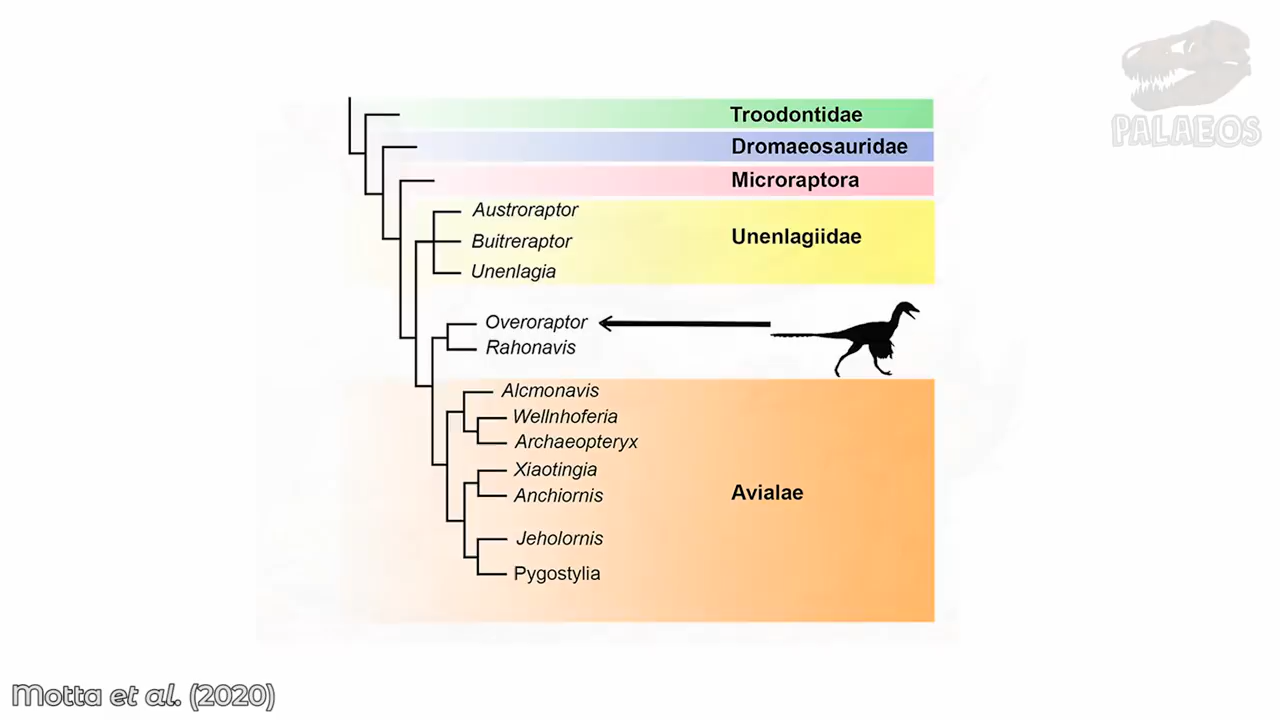 PALAEOS
Troodontidae
Dromaeosauridae
Microraptora
Austroraptor
Buitreraptor
Unenlagiidae
Unenlagia
Overoraptor
Rahonavis
Alcmonavis
Wellnhoferia
Archaeopteryx
Xiaotingia
Anchiornis
Avialae
Jeholornis
Pygostylia
Motta et al. (2020)